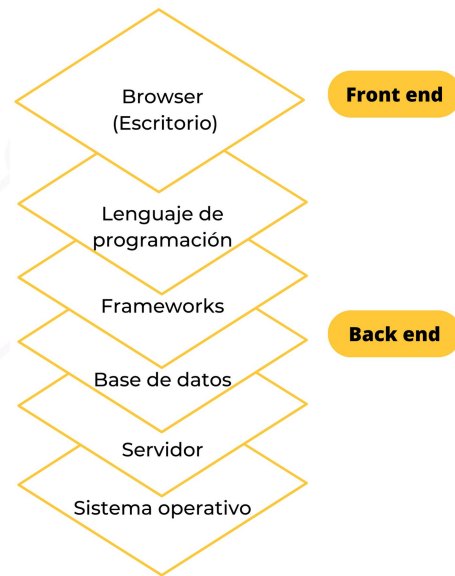 Browser
(Escritorio)
Front end
Lenguaje de
programación
Frameworks
Back end
Base de datos
Servidor
Sistema operativo